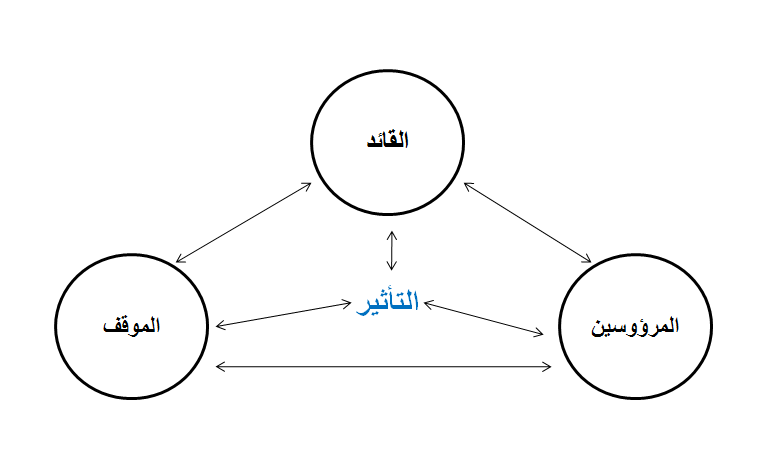 القائد
التأثير
المرؤوسين
الموقف